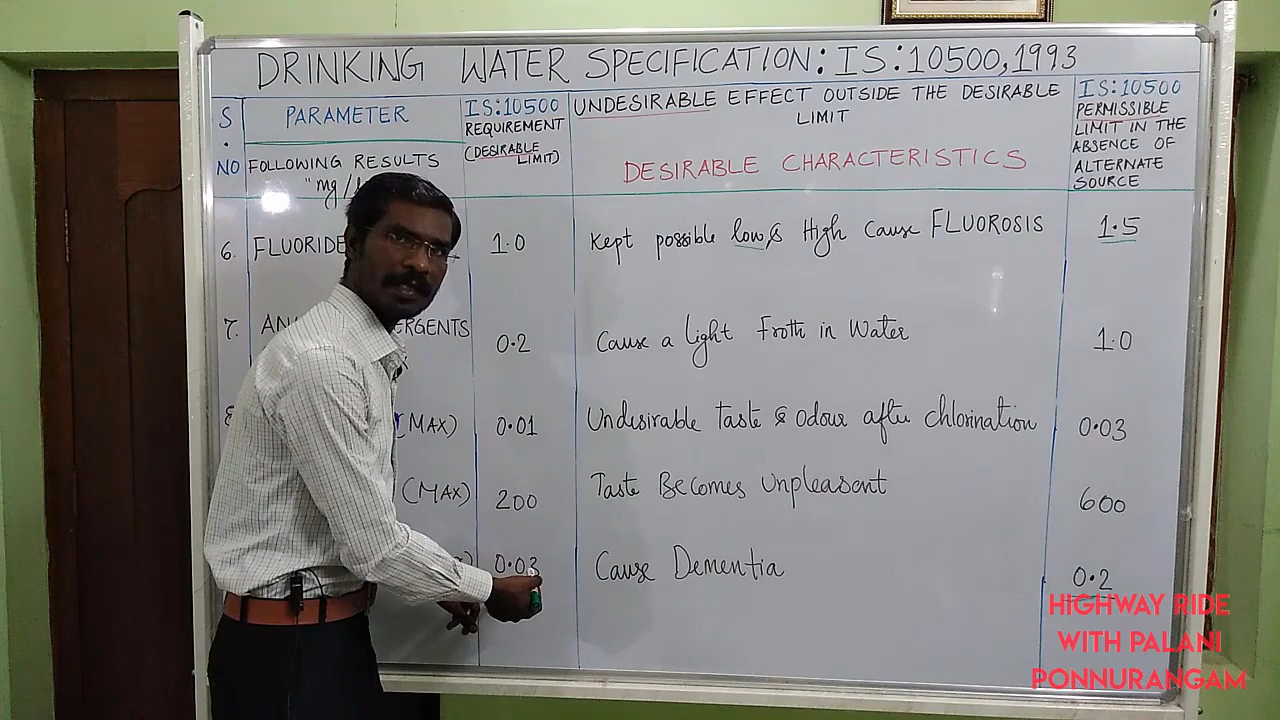 DRINKING WATER SPECIFICATION: IS:10500,1993
S.NO
PARAMETER
FOLLOWING RESULTS
"mg/
IS:10500
REQUIREMENT
(DESIRABLE
LIMIT)
UNDESIRABLE EFFECT OUTSIDE THE DESIRABLE
LIMIT
DESIRABLE CHARACTERISTICS
IS:10500
PERMISSIBLE
LIMIT IN THE
ABSENCE OF
ALTERNATE
SOURCE
6. FLUORIDE 1.0 Kept possible low & High Cause FLUOROSIS 1.5
7. AN ERGENTS 0.2 Cause a light Froth in Water 1.0
(MAX) 0.01 Undesirable taste & Odour after chlorination 0.03
(MAX) 200 Taste Becomes Unpleasant 600
0.03 Cause Dementia 0.2
HIGHWAY RIDE
WITH PALANI
PONNURANGAM